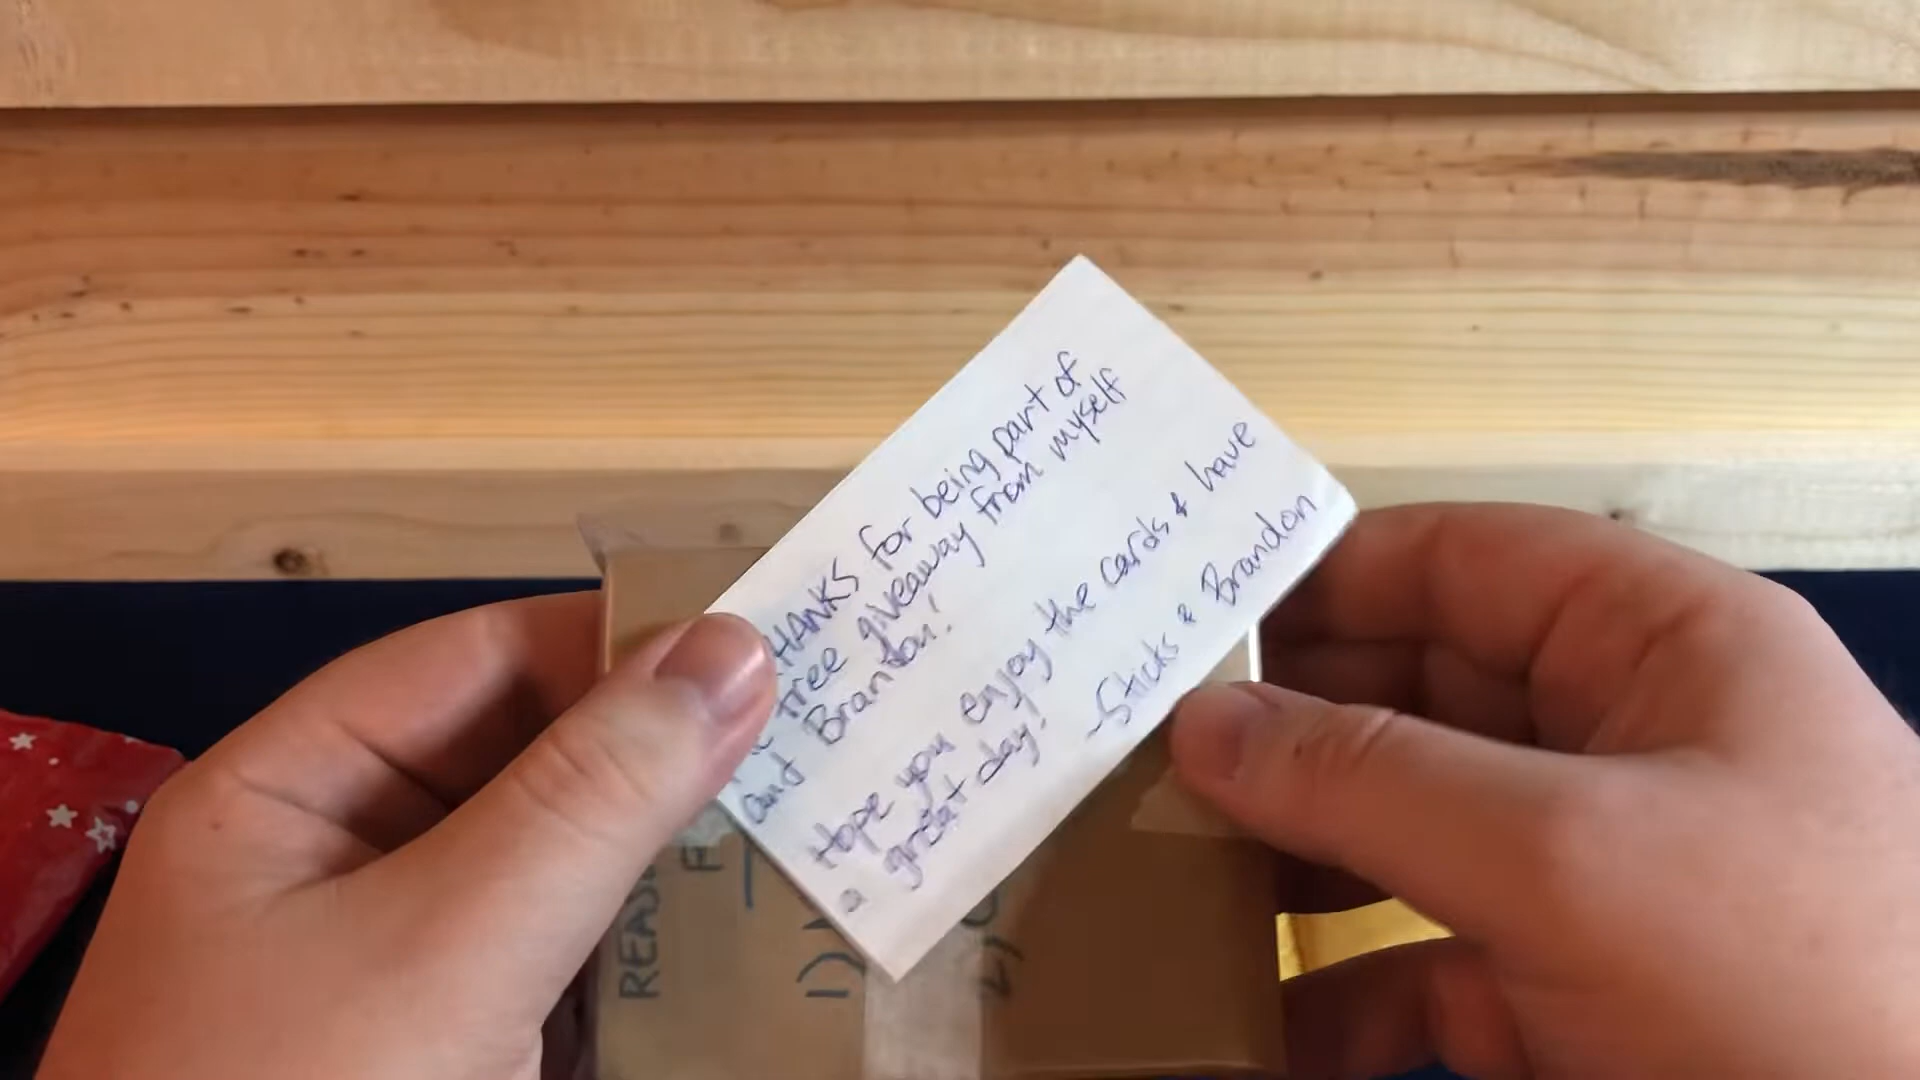 THANKS for being part of
free giveaway from myself
and Brandon!
Hope you enjoy the cards & have
a great day!
-Sticks & Brandon
REAS